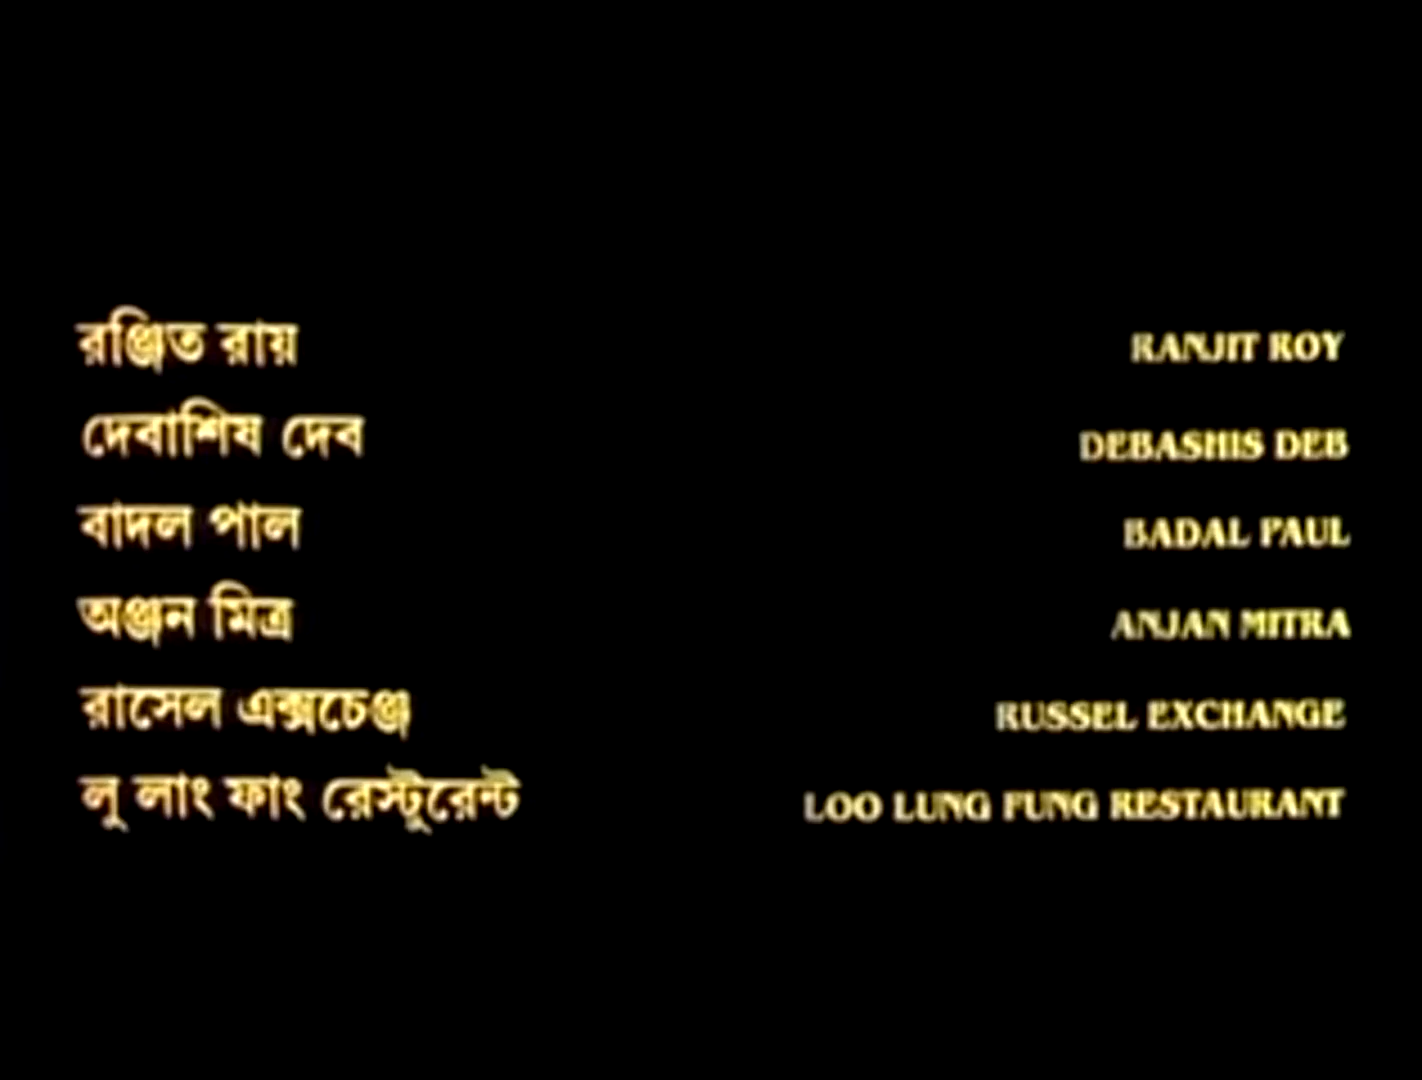 রঞ্জিত রায় RANJIT ROY
দেবাশিষ দেব DEBASHIS DEB
বাদল পাল BADAL PAUL
অঞ্জন মিত্র ANJAN MITRA
রাসেল এক্সচেঞ্জ RUSSEL EXCHANGE
লু লাং ফাং রেস্টুরেন্ট LOO LUNG FUNG RESTAURANT